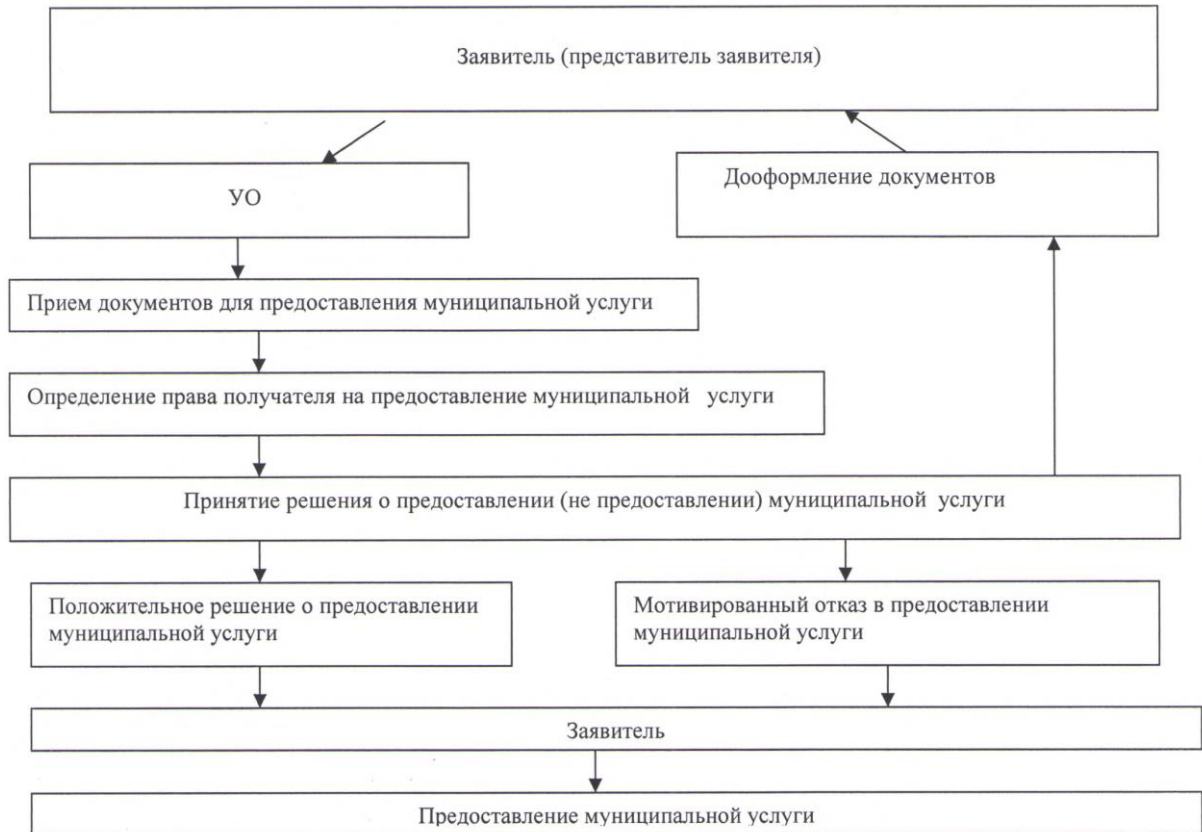 Заявитель (представитель заявителя)
УО
Дооформление документов
Прием документов для предоставления муниципальной услуги
Определение права получателя на предоставление муниципальной услуги
Принятие решения о предоставлении (не предоставлении) муниципальной услуги
Положительное решение о предоставлении
муниципальной услуги
Мотивированный отказ в предоставлении
муниципальной услуги
Заявитель
Предоставление муниципальной услуги